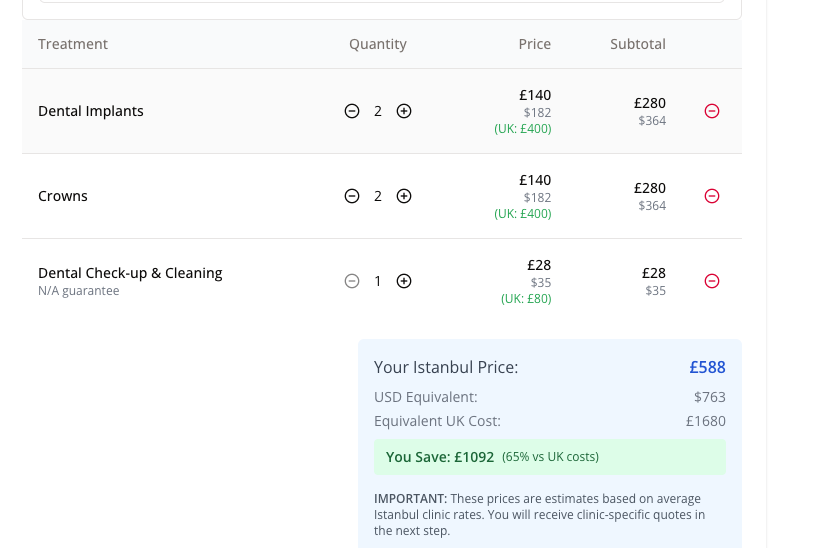 Treatment Quantity Price Subtotal
Dental Implants 2 £140 £280
$182 $364
(UK: £400)
Crowns 2 £140 £280
$182 $364
(UK: £400)
Dental Check-up & Cleaning 1 £28 £28
N/A guarantee $35 $35
(UK: £80)
Your Istanbul Price: £588
USD Equivalent: $763
Equivalent UK Cost: £1680
You Save: £1092 (65% vs UK costs)
IMPORTANT: These prices are estimates based on average
Istanbul clinic rates. You will receive clinic-specific quotes in
the next step.